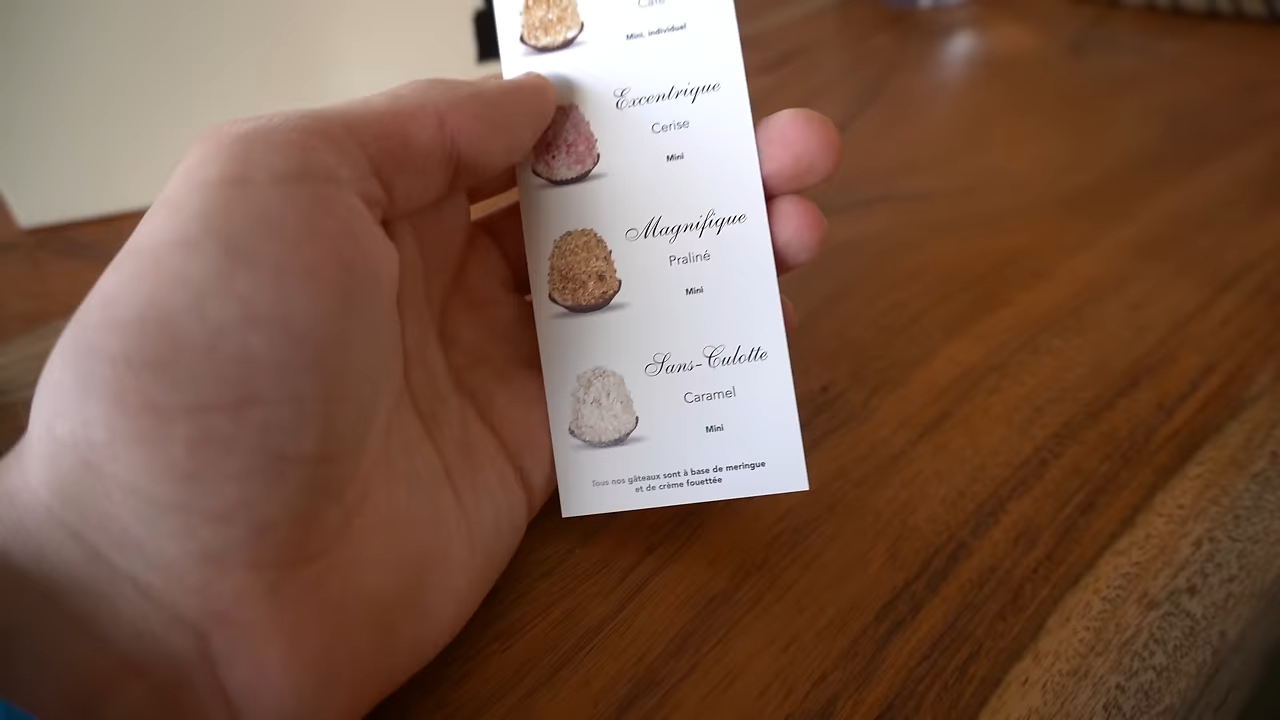 Café
Mini, individuel
Excentrique
Cerise
Mini
Magnifique
Praliné
Mini
Sans-Culotte
Caramel
Mini
Tous nos gâteaux sont à base de meringue
et de crème fouettée